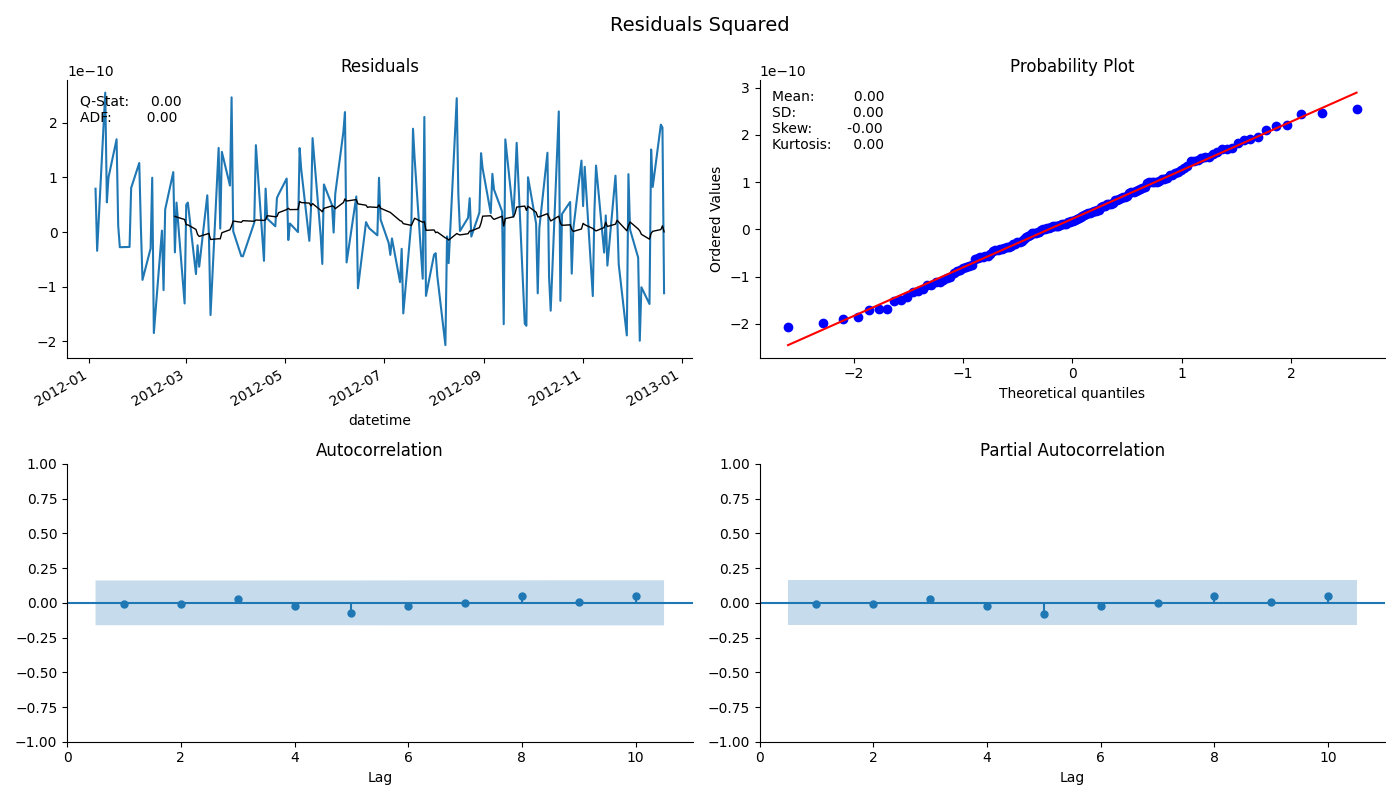 Residuals Squared
Residuals
1e−10
Q-Stat: 0.00
ADF: 0.00
2
1
0
−1
−2
2012-01
2012-03
2012-05
2012-07
2012-09
2012-11
2013-01
datetime
Probability Plot
1e−10
Mean: 0.00
SD: 0.00
Skew: -0.00
Kurtosis: 0.00
Ordered Values
3
2
1
0
−1
−2
−2
−1
0
1
2
Theoretical quantiles
Autocorrelation
1.00
0.75
0.50
0.25
0.00
−0.25
−0.50
−0.75
−1.00
0
2
4
6
8
10
Lag
Partial Autocorrelation
1.00
0.75
0.50
0.25
0.00
−0.25
−0.50
−0.75
−1.00
0
2
4
6
8
10
Lag